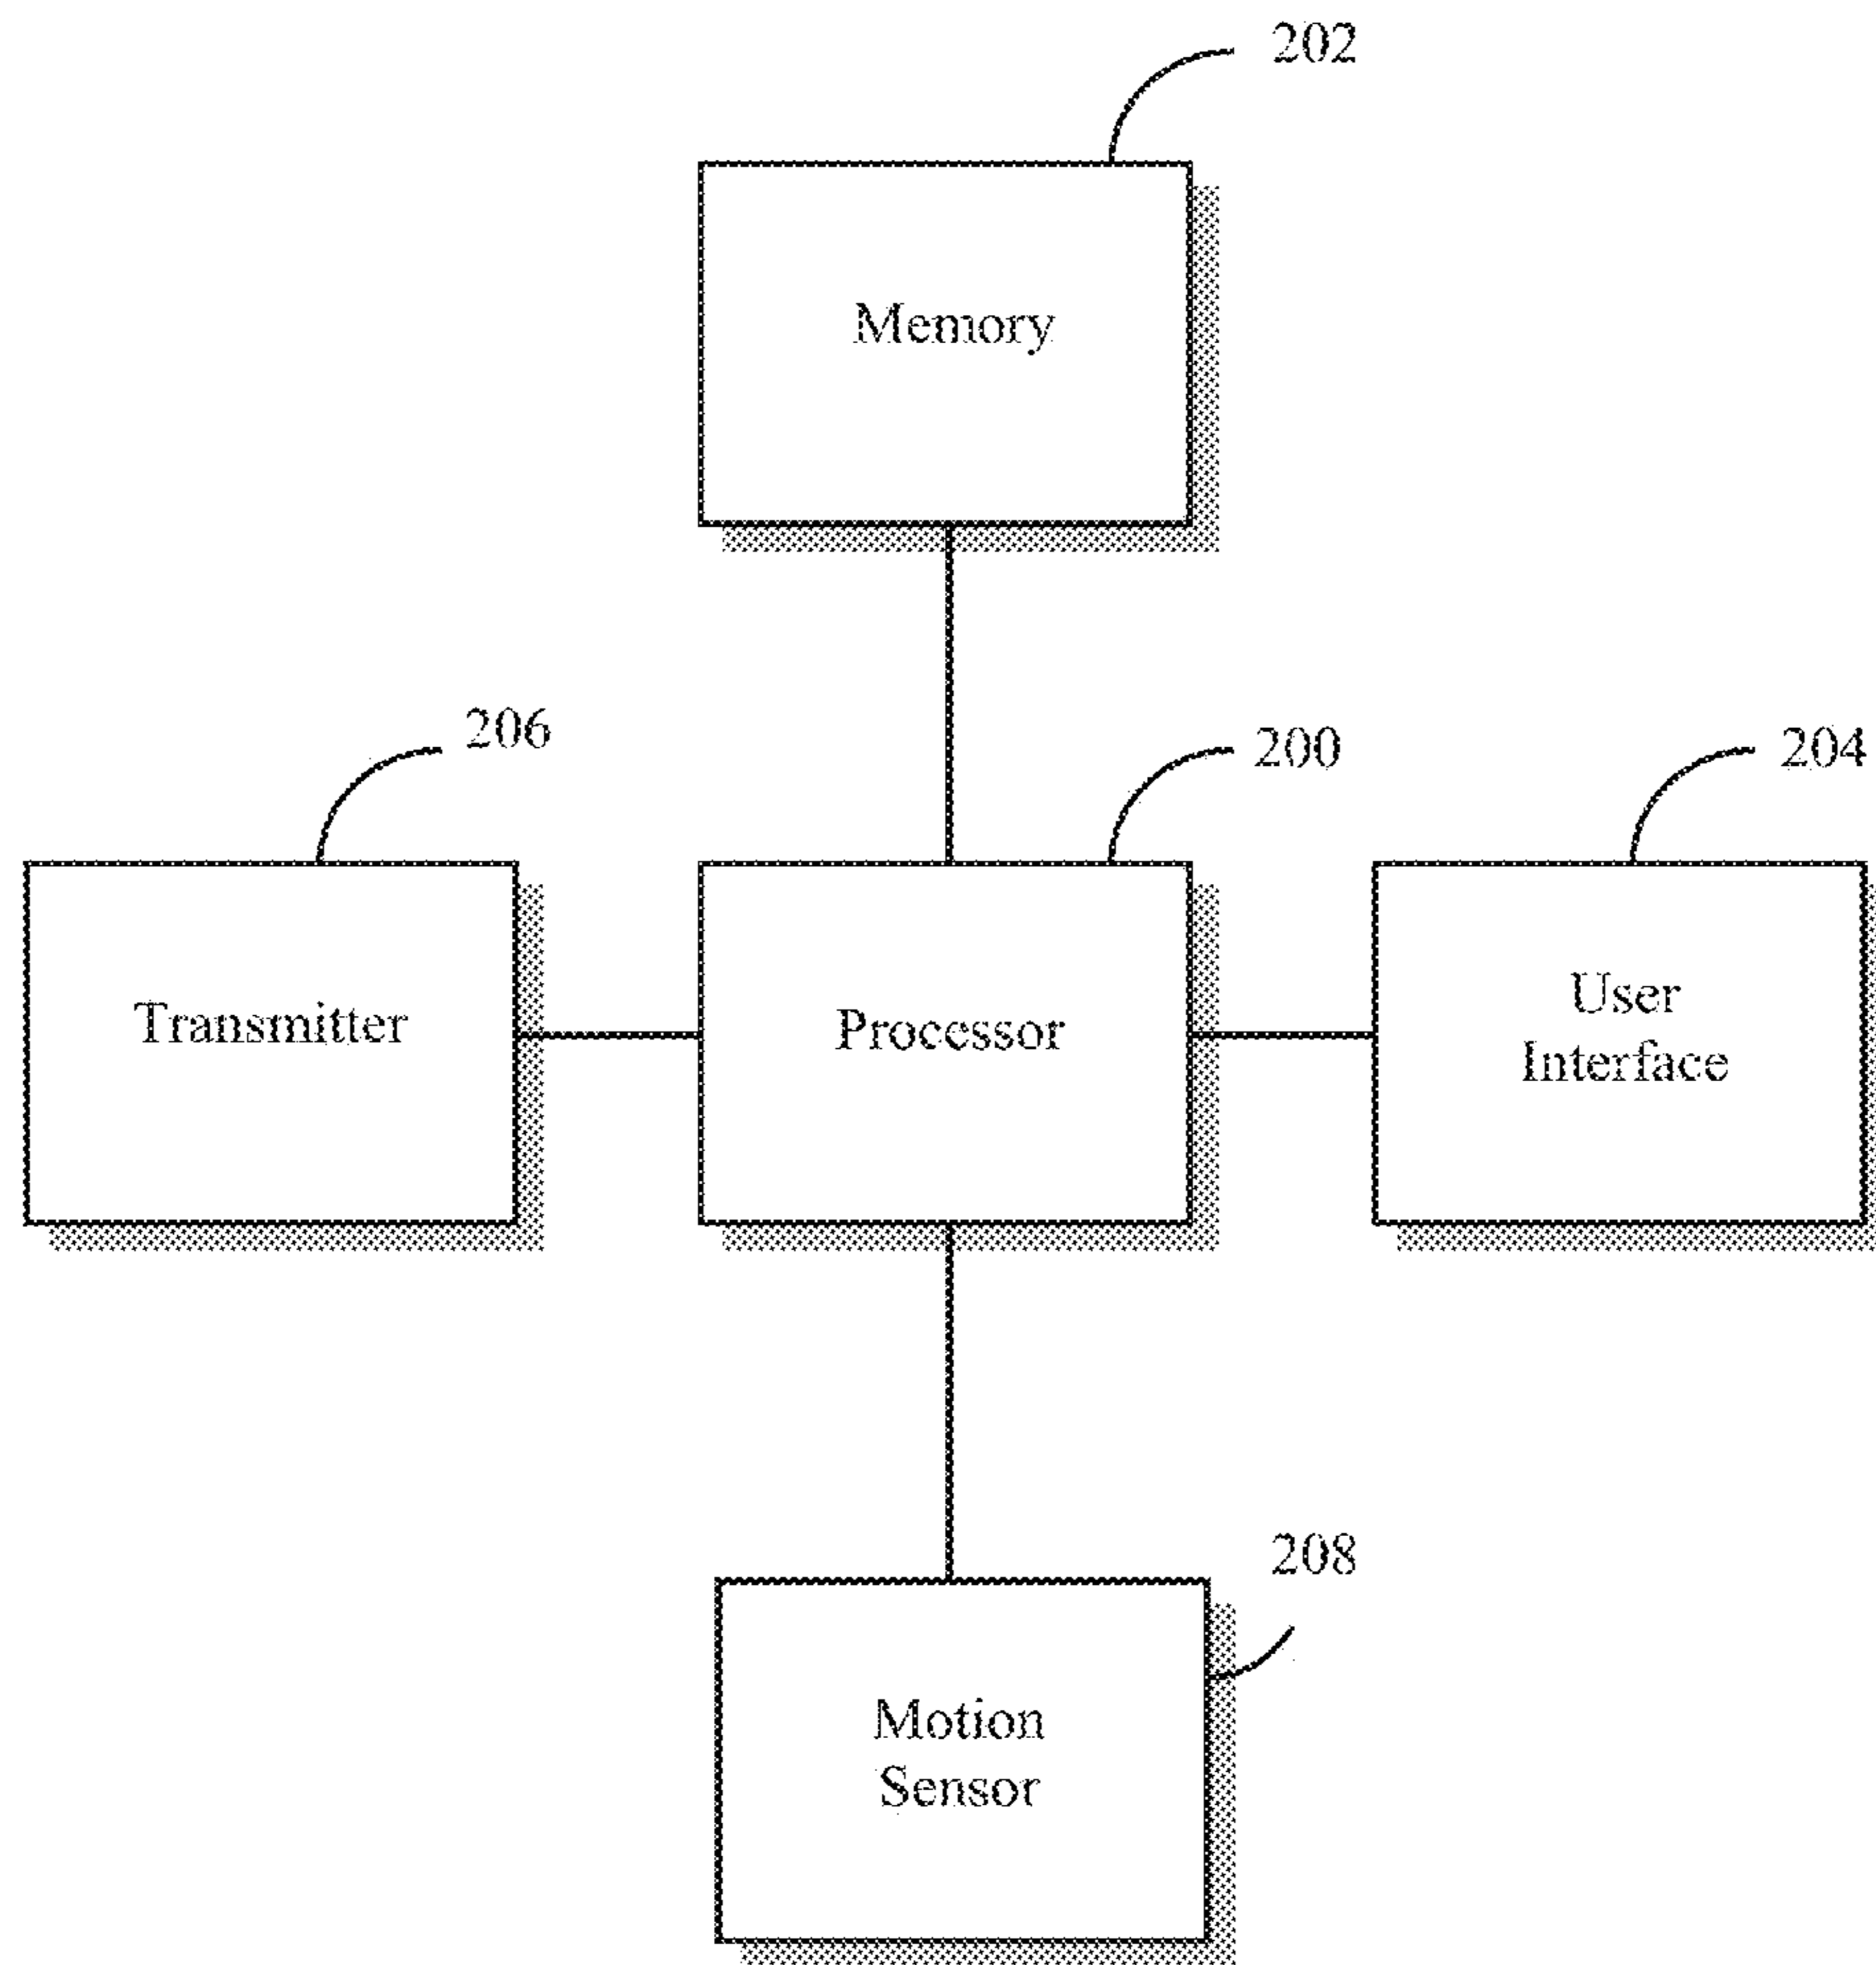 202
Memory
206
200
204
Transmitter
Processor
User
Interface
208
Motion
Sensor